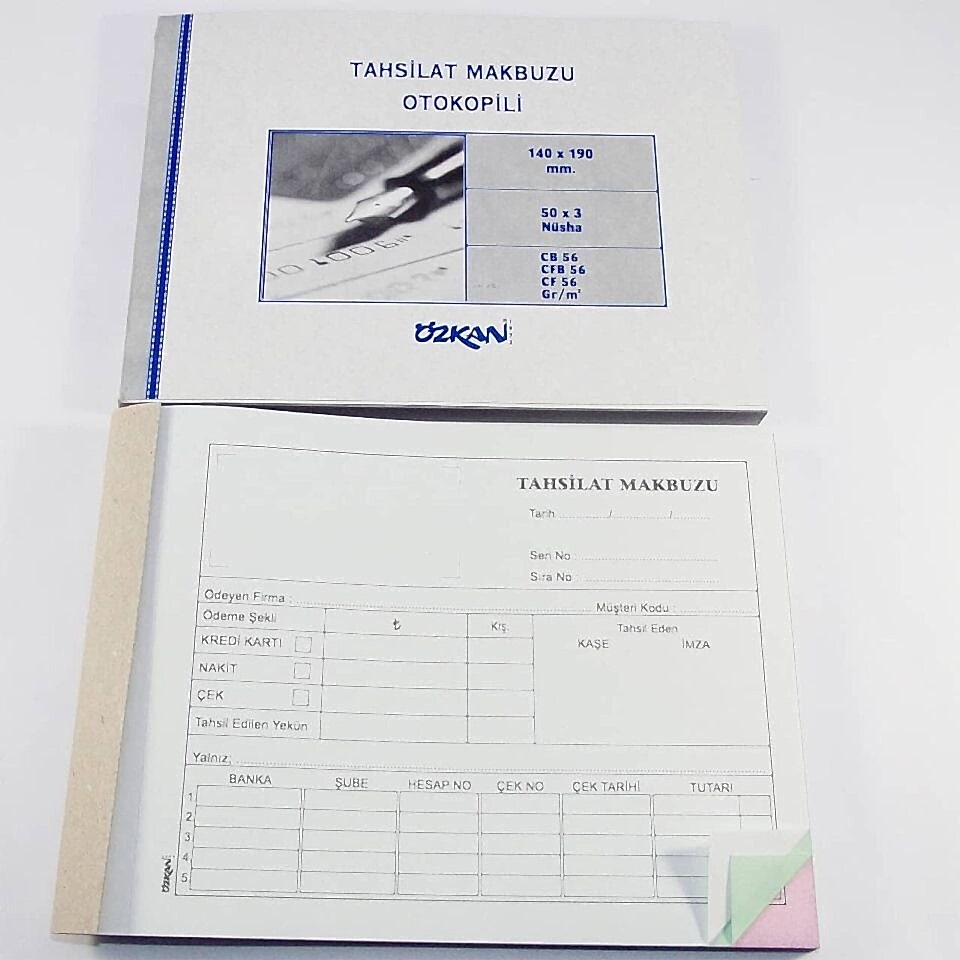 TAHSİLAT MAKBUZU
OTOKOPİLİ
140 x 190
mm.
50 x 3
Nüsha
CB 56
CFB 56
CF 56
Gr/m²
ÖZKAN
TAHSİLAT MAKBUZU
Tarih ............/............../.........
Seri No :
Sıra No :
Ödeyen Firma : Müşteri Kodu :
Ödeme Şekli ₺ Krş. Tahsil Eden
KREDİ KARTI KAŞE İMZA
NAKİT
ÇEK
Tahsil Edilen Yekün
Yalnız;
BANKA ŞUBE HESAP NO ÇEK NO ÇEK TARİHİ TUTARI
1
2
3
4
5
ÖZKAN